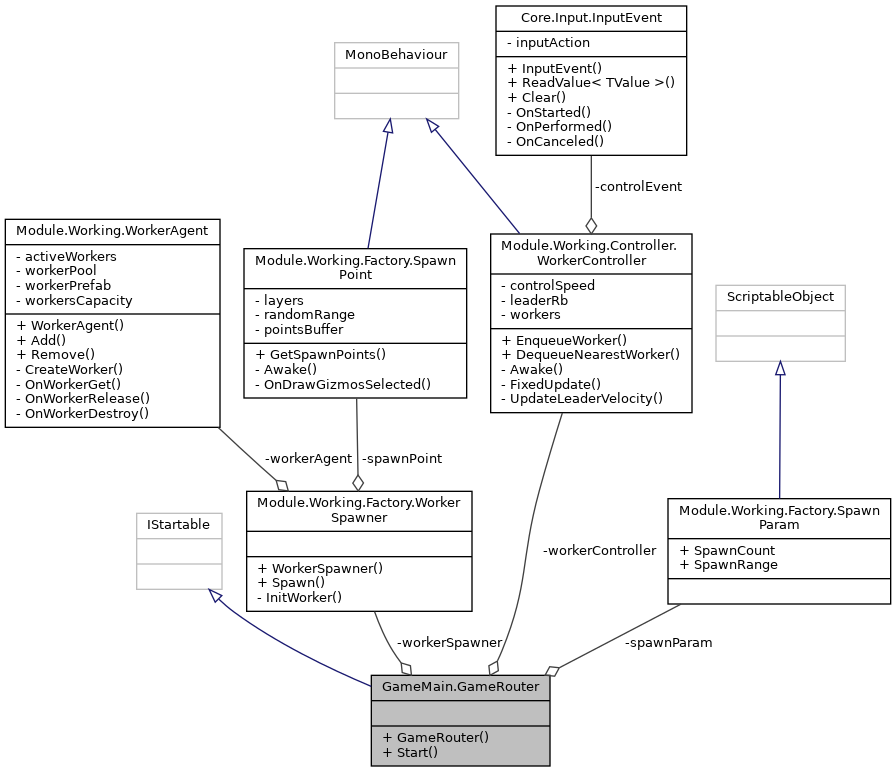 Core.Input.InputEvent
- inputAction
+ InputEvent()
+ ReadValue< TValue >()
+ Clear()
- OnStarted()
- OnPerformed()
- OnCanceled()
MonoBehaviour
-controlEvent
Module.Working.WorkerAgent
- activeWorkers
- workerPool
- workerPrefab
- workersCapacity
+ WorkerAgent()
+ Add()
+ Remove()
- CreateWorker()
- OnWorkerGet()
- OnWorkerRelease()
- OnWorkerDestroy()
Module.Working.Factory.Spawn
Point
- layers
- randomRange
- pointsBuffer
+ GetSpawnPoints()
- Awake()
- OnDrawGizmosSelected()
Module.Working.Controller.
WorkerController
- controlSpeed
- leaderRb
- workers
+ EnqueueWorker()
+ DequeueNearestWorker()
- Awake()
- FixedUpdate()
- UpdateLeaderVelocity()
ScriptableObject
-workerAgent
-spawnPoint
IStartable
Module.Working.Factory.Worker
Spawner
+ WorkerSpawner()
+ Spawn()
- InitWorker()
-workerController
Module.Working.Factory.Spawn
Param
+ SpawnCount
+ SpawnRange
-workerSpawner
-spawnParam
GameMain.GameRouter
+ GameRouter()
+ Start()